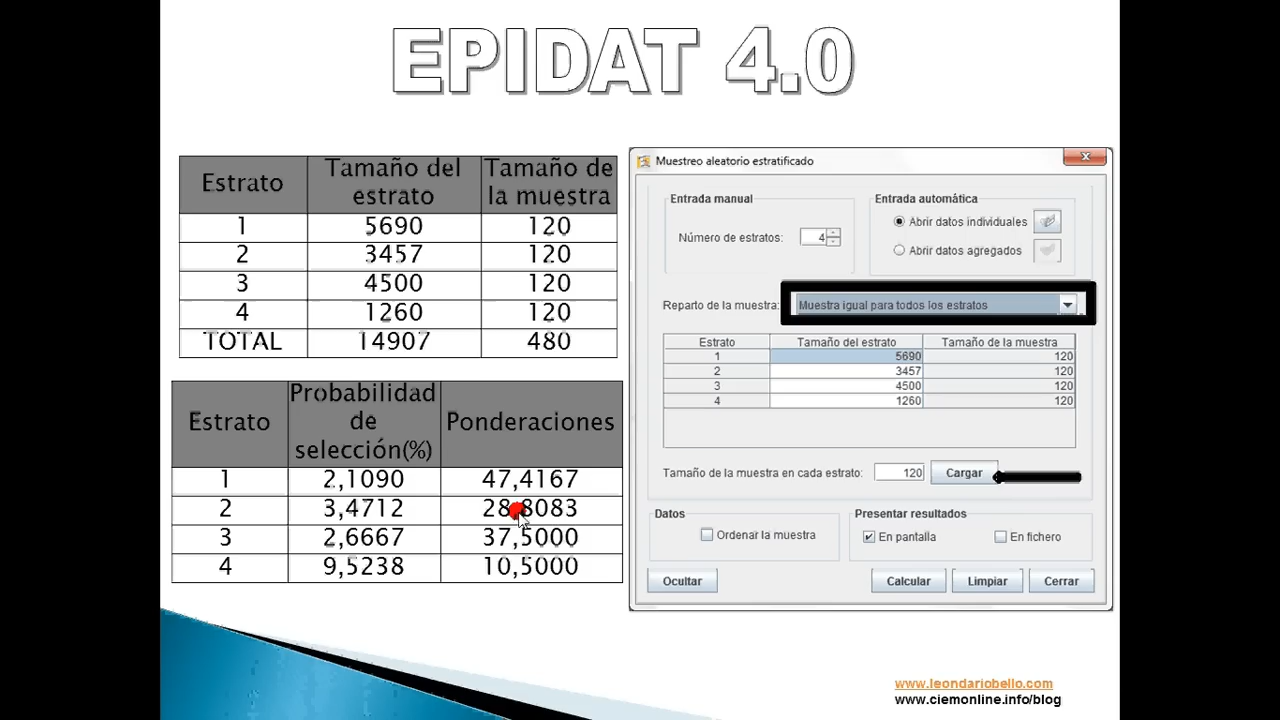 EPIDAT 4.0
Estrato Tamaño del estrato Tamaño de la muestra
1 5690 120
2 3457 120
3 4500 120
4 1260 120
TOTAL 14907 480
Estrato Probabilidad de selección(%) Ponderaciones
1 2,1090 47,4167
2 3,4712 28,8083
3 2,6667 37,5000
4 9,5238 10,5000
Muestreo aleatorio estratificado
Entrada manual
Número de estratos: 4
Entrada automática
Abrir datos individuales
Abrir datos agregados
Reparto de la muestra: Muestra igual para todos los estratos
Estrato Tamaño del estrato Tamaño de la muestra
1 5690 120
2 3457 120
3 4500 120
4 1260 120
Tamaño de la muestra en cada estrato: 120 Cargar
Datos
Ordenar la muestra
Presentar resultados
En pantalla En fichero
Ocultar Calcular Limpiar Cerrar
www.leondariobello.com
www.ciemonline.info/blog